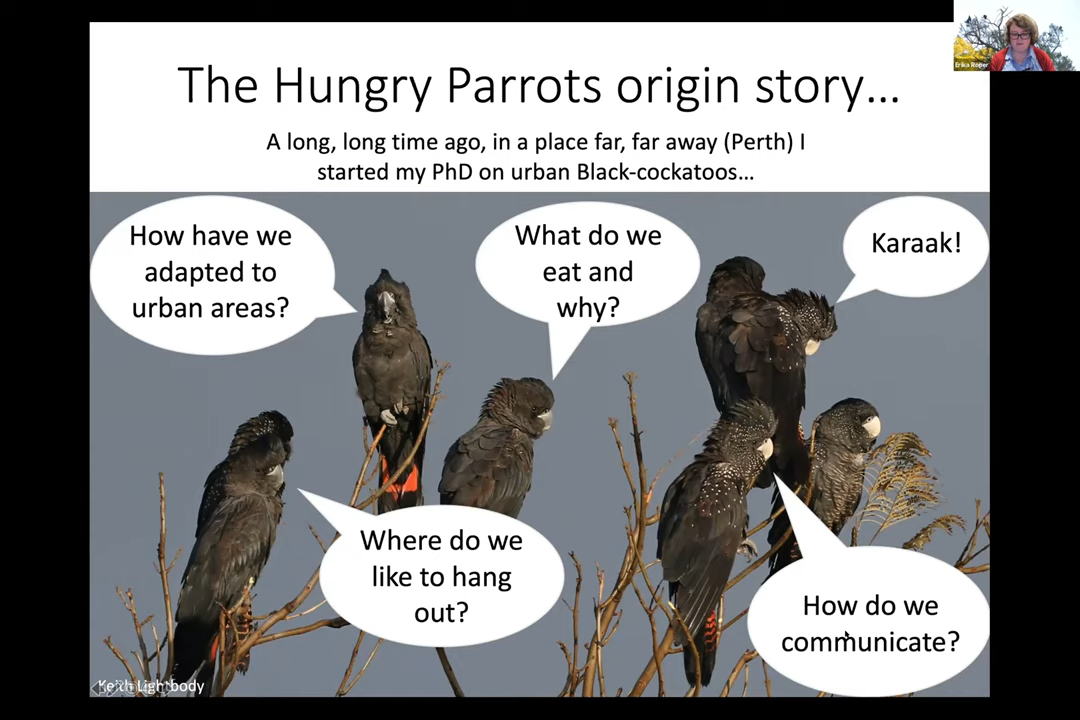 The Hungry Parrots origin story...
A long, long time ago, in a place far, far away (Perth) I
started my PhD on urban Black-cockatoos...
How have we
adapted to
urban areas?
What do we
eat and
why?
Karaak!
Where do we
like to hang
out?
How do we
communicate?
Keith Lightbody
Erika Roper